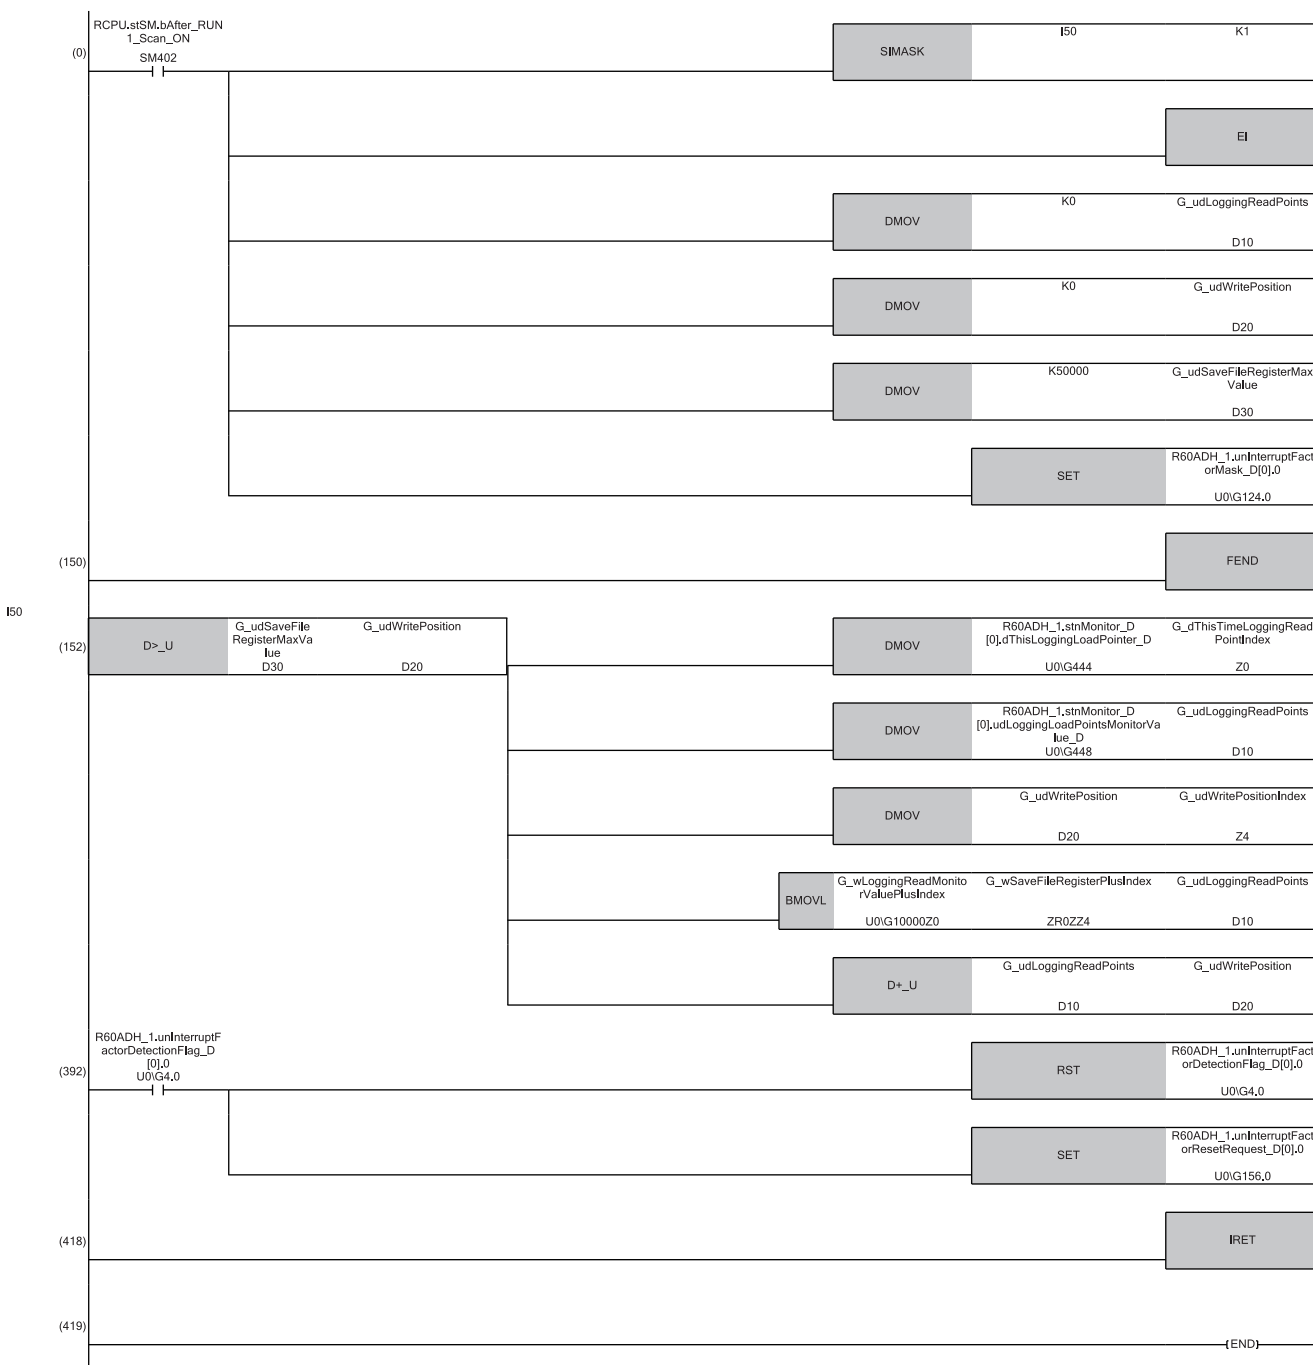 RCPU.stSM.bAfter_RUN
1_Scan_ON
(0)
SM402
SIMASK
I50
K1
EI
DMOV
K0
G_udLoggingReadPoints
D10
DMOV
K0
G_udWritePosition
D20
DMOV
K50000
G_udSaveFileRegisterMax
Value
D30
SET
R60ADH_1.unInterruptFact
orMask_D[0].0
U0\G124.0
(150)
FEND
I50
(152)
D>_U
G_udSaveFile
RegisterMaxVa
lue
D30
G_udWritePosition
D20
DMOV
R60ADH_1.stnMonitor_D
[0].dThisLoggingLoadPointer_D
U0\G444
G_dThisTimeLoggingRead
PointIndex
Z0
DMOV
R60ADH_1.stnMonitor_D
[0].udLoggingLoadPointsMonitorVa
lue_D
U0\G448
G_udLoggingReadPoints
D10
DMOV
G_udWritePosition
D20
G_udWritePositionIndex
Z4
BMOVL
G_wLoggingReadMonito
rValuePlusIndex
U0\G10000Z0
G_wSaveFileRegisterPlusIndex
ZR0ZZ4
G_udLoggingReadPoints
D10
D+_U
G_udLoggingReadPoints
D10
G_udWritePosition
D20
R60ADH_1.unInterruptF
actorDetectionFlag_D
[0].0
U0\G4.0
(392)
RST
R60ADH_1.unInterruptFact
orDetectionFlag_D[0].0
U0\G4.0
SET
R60ADH_1.unInterruptFact
orResetRequest_D[0].0
U0\G156.0
(418)
IRET
(419)
[END]